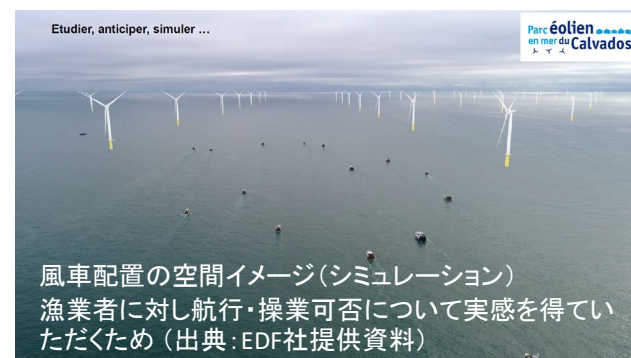 Etudier, anticiper, simuler ...
Parc éolien
en mer du Calvados
風車配置の空間イメージ（シミュレーション）
漁業者に対し航行・操業可否について実感を得てい
ただくため（出典：EDF社提供資料）